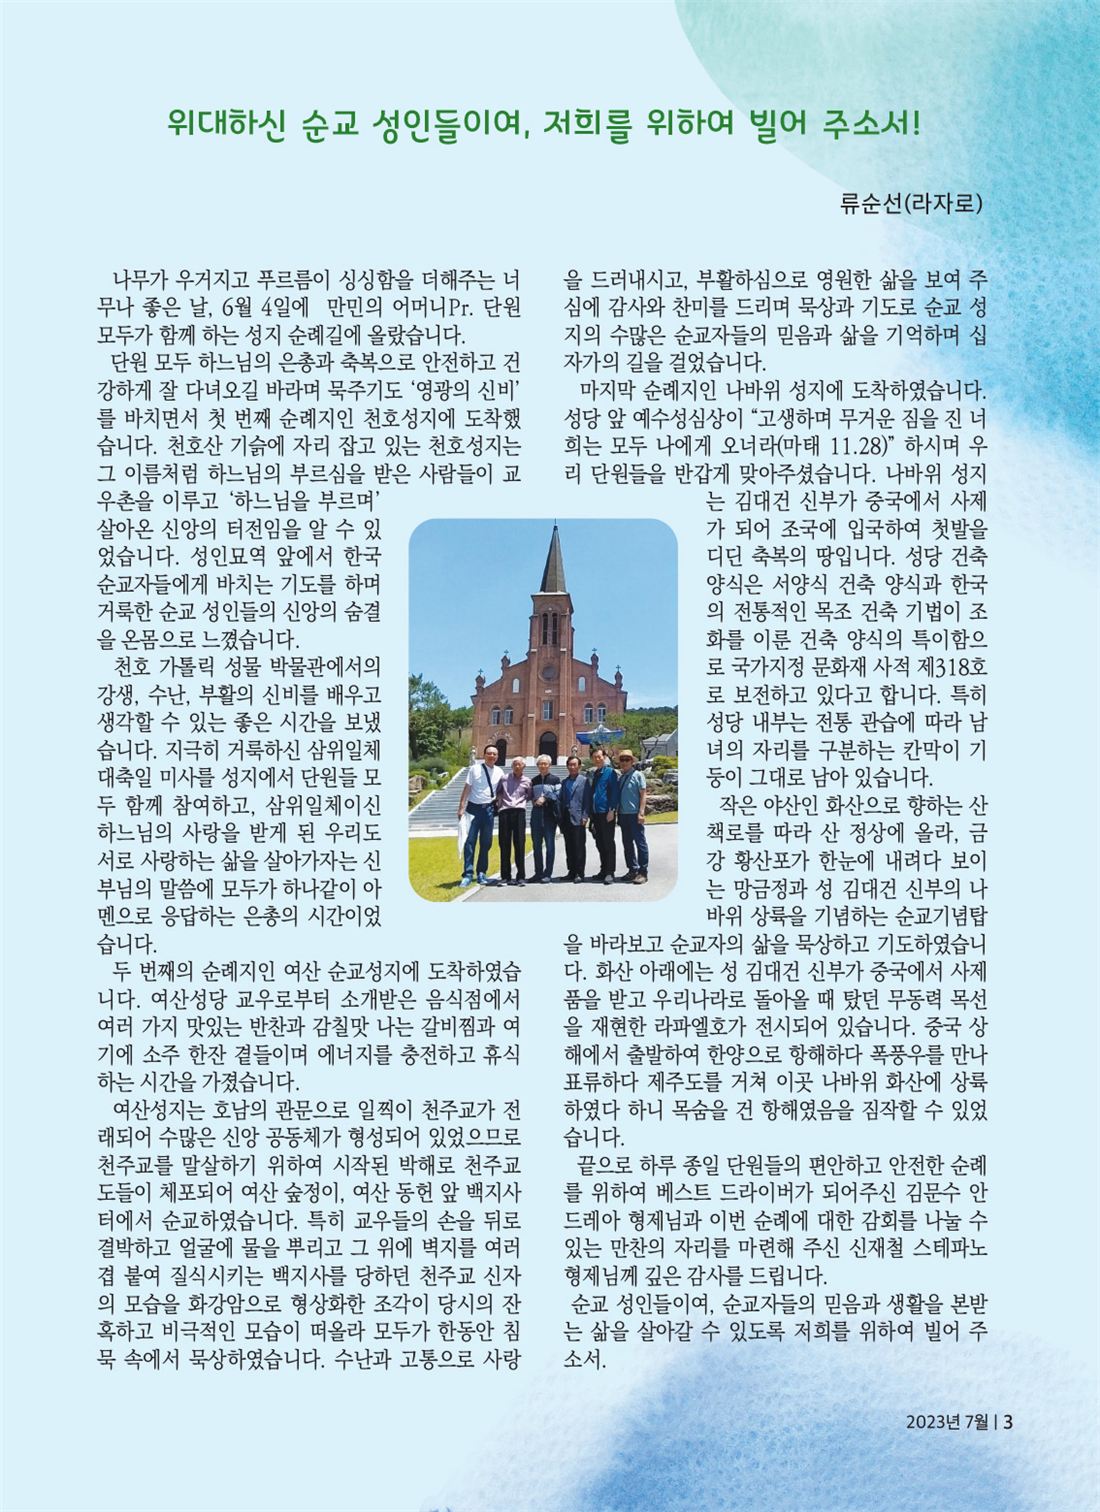 위대하신 순교 성인들이여, 저희를 위하여 빌어 주소서!
류순선(라자로)
나무가 우거지고 푸르름이 싱싱함을 더해주는 너
무나 좋은 날, 6월 4일에 만민의 어머니Pr. 단원
모두가 함께 하는 성지 순례길에 올랐습니다.
단원 모두 하느님의 은총과 축복으로 안전하고 건
강하게 잘 다녀오길 바라며 묵주기도 ‘영광의 신비’
를 바치면서 첫 번째 순례지인 천호성지에 도착했
습니다. 천호산 기슭에 자리 잡고 있는 천호성지는
그 이름처럼 하느님의 부르심을 받은 사람들이 교
우촌을 이루고 ‘하느님을 부르며’
살아온 신앙의 터전임을 알 수 있
었습니다. 성인묘역 앞에서 한국
순교자들에게 바치는 기도를 하며
거룩한 순교 성인들의 신앙의 숨결
을 온몸으로 느꼈습니다.
천호 가톨릭 성물 박물관에서의
강생, 수난, 부활의 신비를 배우고
생각할 수 있는 좋은 시간을 보냈
습니다. 지극히 거룩하신 삼위일체
대축일 미사를 성지에서 단원들 모
두 함께 참여하고, 삼위일체이신
하느님의 사랑을 받게 된 우리도
서로 사랑하는 삶을 살아가자는 신
부님의 말씀에 모두가 하나같이 아
멘으로 응답하는 은총의 시간이었
습니다.
두 번째의 순례지인 여산 순교성지에 도착하였습
니다. 여산성당 교우로부터 소개받은 음식점에서
여러 가지 맛있는 반찬과 감칠맛 나는 갈비찜과 여
기에 소주 한잔 곁들이며 에너지를 충전하고 휴식
하는 시간을 가졌습니다.
여산성지는 호남의 관문으로 일찍이 천주교가 전
래되어 수많은 신앙 공동체가 형성되어 있었으므로
천주교를 말살하기 위하여 시작된 박해로 천주교
도들이 체포되어 여산 숲정이, 여산 동헌 앞 백지사
터에서 순교하였습니다. 특히 교우들의 손을 뒤로
결박하고 얼굴에 물을 뿌리고 그 위에 벽지를 여러
겹 붙여 질식시키는 백지사를 당하던 천주교 신자
의 모습을 화강암으로 형상화한 조각이 당시의 잔
혹하고 비극적인 모습이 떠올라 모두가 한동안 침
묵 속에서 묵상하였습니다. 수난과 고통으로 사랑
을 드러내시고, 부활하심으로 영원한 삶을 보여 주
심에 감사와 찬미를 드리며 묵상과 기도로 순교 성
지의 수많은 순교자들의 믿음과 삶을 기억하며 십
자가의 길을 걸었습니다.
마지막 순례지인 나바위 성지에 도착하였습니다.
성당 앞 예수성심상이 “고생하며 무거운 짐을 진 너
희는 모두 나에게 오너라(마태 11.28)” 하시며 우
리 단원들을 반갑게 맞아주셨습니다. 나바위 성지
는 김대건 신부가 중국에서 사제
가 되어 조국에 입국하여 첫발을
디딘 축복의 땅입니다. 성당 건축
양식은 서양식 건축 양식과 한국
의 전통적인 목조 건축 기법이 조
화를 이룬 건축 양식의 특이함으
로 국가지정 문화재 사적 제318호
로 보전하고 있다고 합니다. 특히
성당 내부는 전통 관습에 따라 남
녀의 자리를 구분하는 칸막이 기
둥이 그대로 남아 있습니다.
작은 야산인 화산으로 향하는 산
책로를 따라 산 정상에 올라, 금
강 황산포가 한눈에 내려다 보이
는 망금정과 성 김대건 신부의 나
바위 상륙을 기념하는 순교기념탑
을 바라보고 순교자의 삶을 묵상하고 기도하였습니
다. 화산 아래에는 성 김대건 신부가 중국에서 사제
품을 받고 우리나라로 돌아올 때 탔던 무동력 목선
을 재현한 라파엘호가 전시되어 있습니다. 중국 상
해에서 출발하여 한양으로 항해하다 폭풍우를 만나
표류하다 제주도를 거쳐 이곳 나바위 화산에 상륙
하였다 하니 목숨을 건 항해였음을 짐작할 수 있었
습니다.
끝으로 하루 종일 단원들의 편안하고 안전한 순례
를 위하여 베스트 드라이버가 되어주신 김문수 안
드레아 형제님과 이번 순례에 대한 감회를 나눌 수
있는 만찬의 자리를 마련해 주신 신재철 스테파노
형제님께 깊은 감사를 드립니다.
순교 성인들이여, 순교자들의 믿음과 생활을 본받
는 삶을 살아갈 수 있도록 저희를 위하여 빌어 주
소서.
2023년 7월 | 3